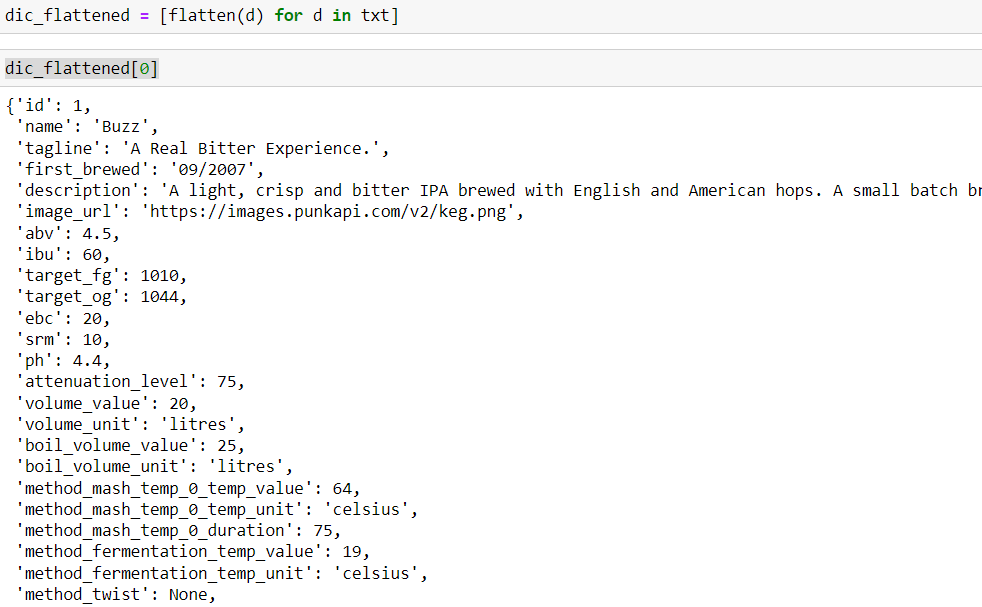 dic_flattened = [flatten(d) for d in txt]
dic_flattened[0]
{'id': 1,
'name': 'Buzz',
'tagline': 'A Real Bitter Experience.',
'first_brewed': '09/2007',
'description': 'A light, crisp and bitter IPA brewed with English and American hops. A small batch
'image_url': 'https://images.punkapi.com/v2/keg.png',
'abv': 4.5,
'ibu': 60,
'target_fg': 1010,
'target_og': 1044,
'ebc': 20,
'srm': 10,
'ph': 4.4,
'attenuation_level': 75,
'volume_value': 20,
'volume_unit': 'litres',
'boil_volume_value': 25,
'boil_volume_unit': 'litres',
'method_mash_temp_0_temp_value': 64,
'method_mash_temp_0_temp_unit': 'celsius',
'method_mash_temp_0_duration': 75,
'method_fermentation_temp_value': 19,
'method_fermentation_temp_unit': 'celsius',
'method_twist': None,